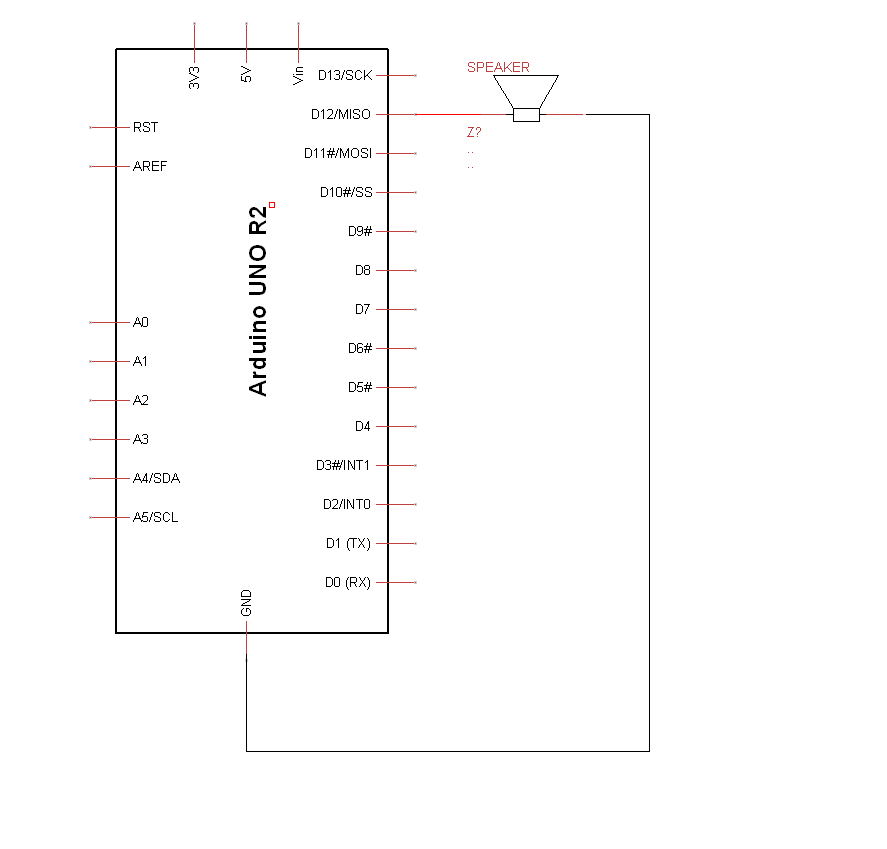 3V3
5V
Vin
SPEAKER
D13/SCK
D12/MISO
RST
Z?
D11#/MOSI
..
AREF
..
D10#/SS
Arduino UNO R2
D9#
D8
D7
A0
D6#
A1
D5#
A2
D4
A3
D3#/INT1
A4/SDA
D2/INT0
A5/SCL
D1 (TX)
D0 (RX)
GND